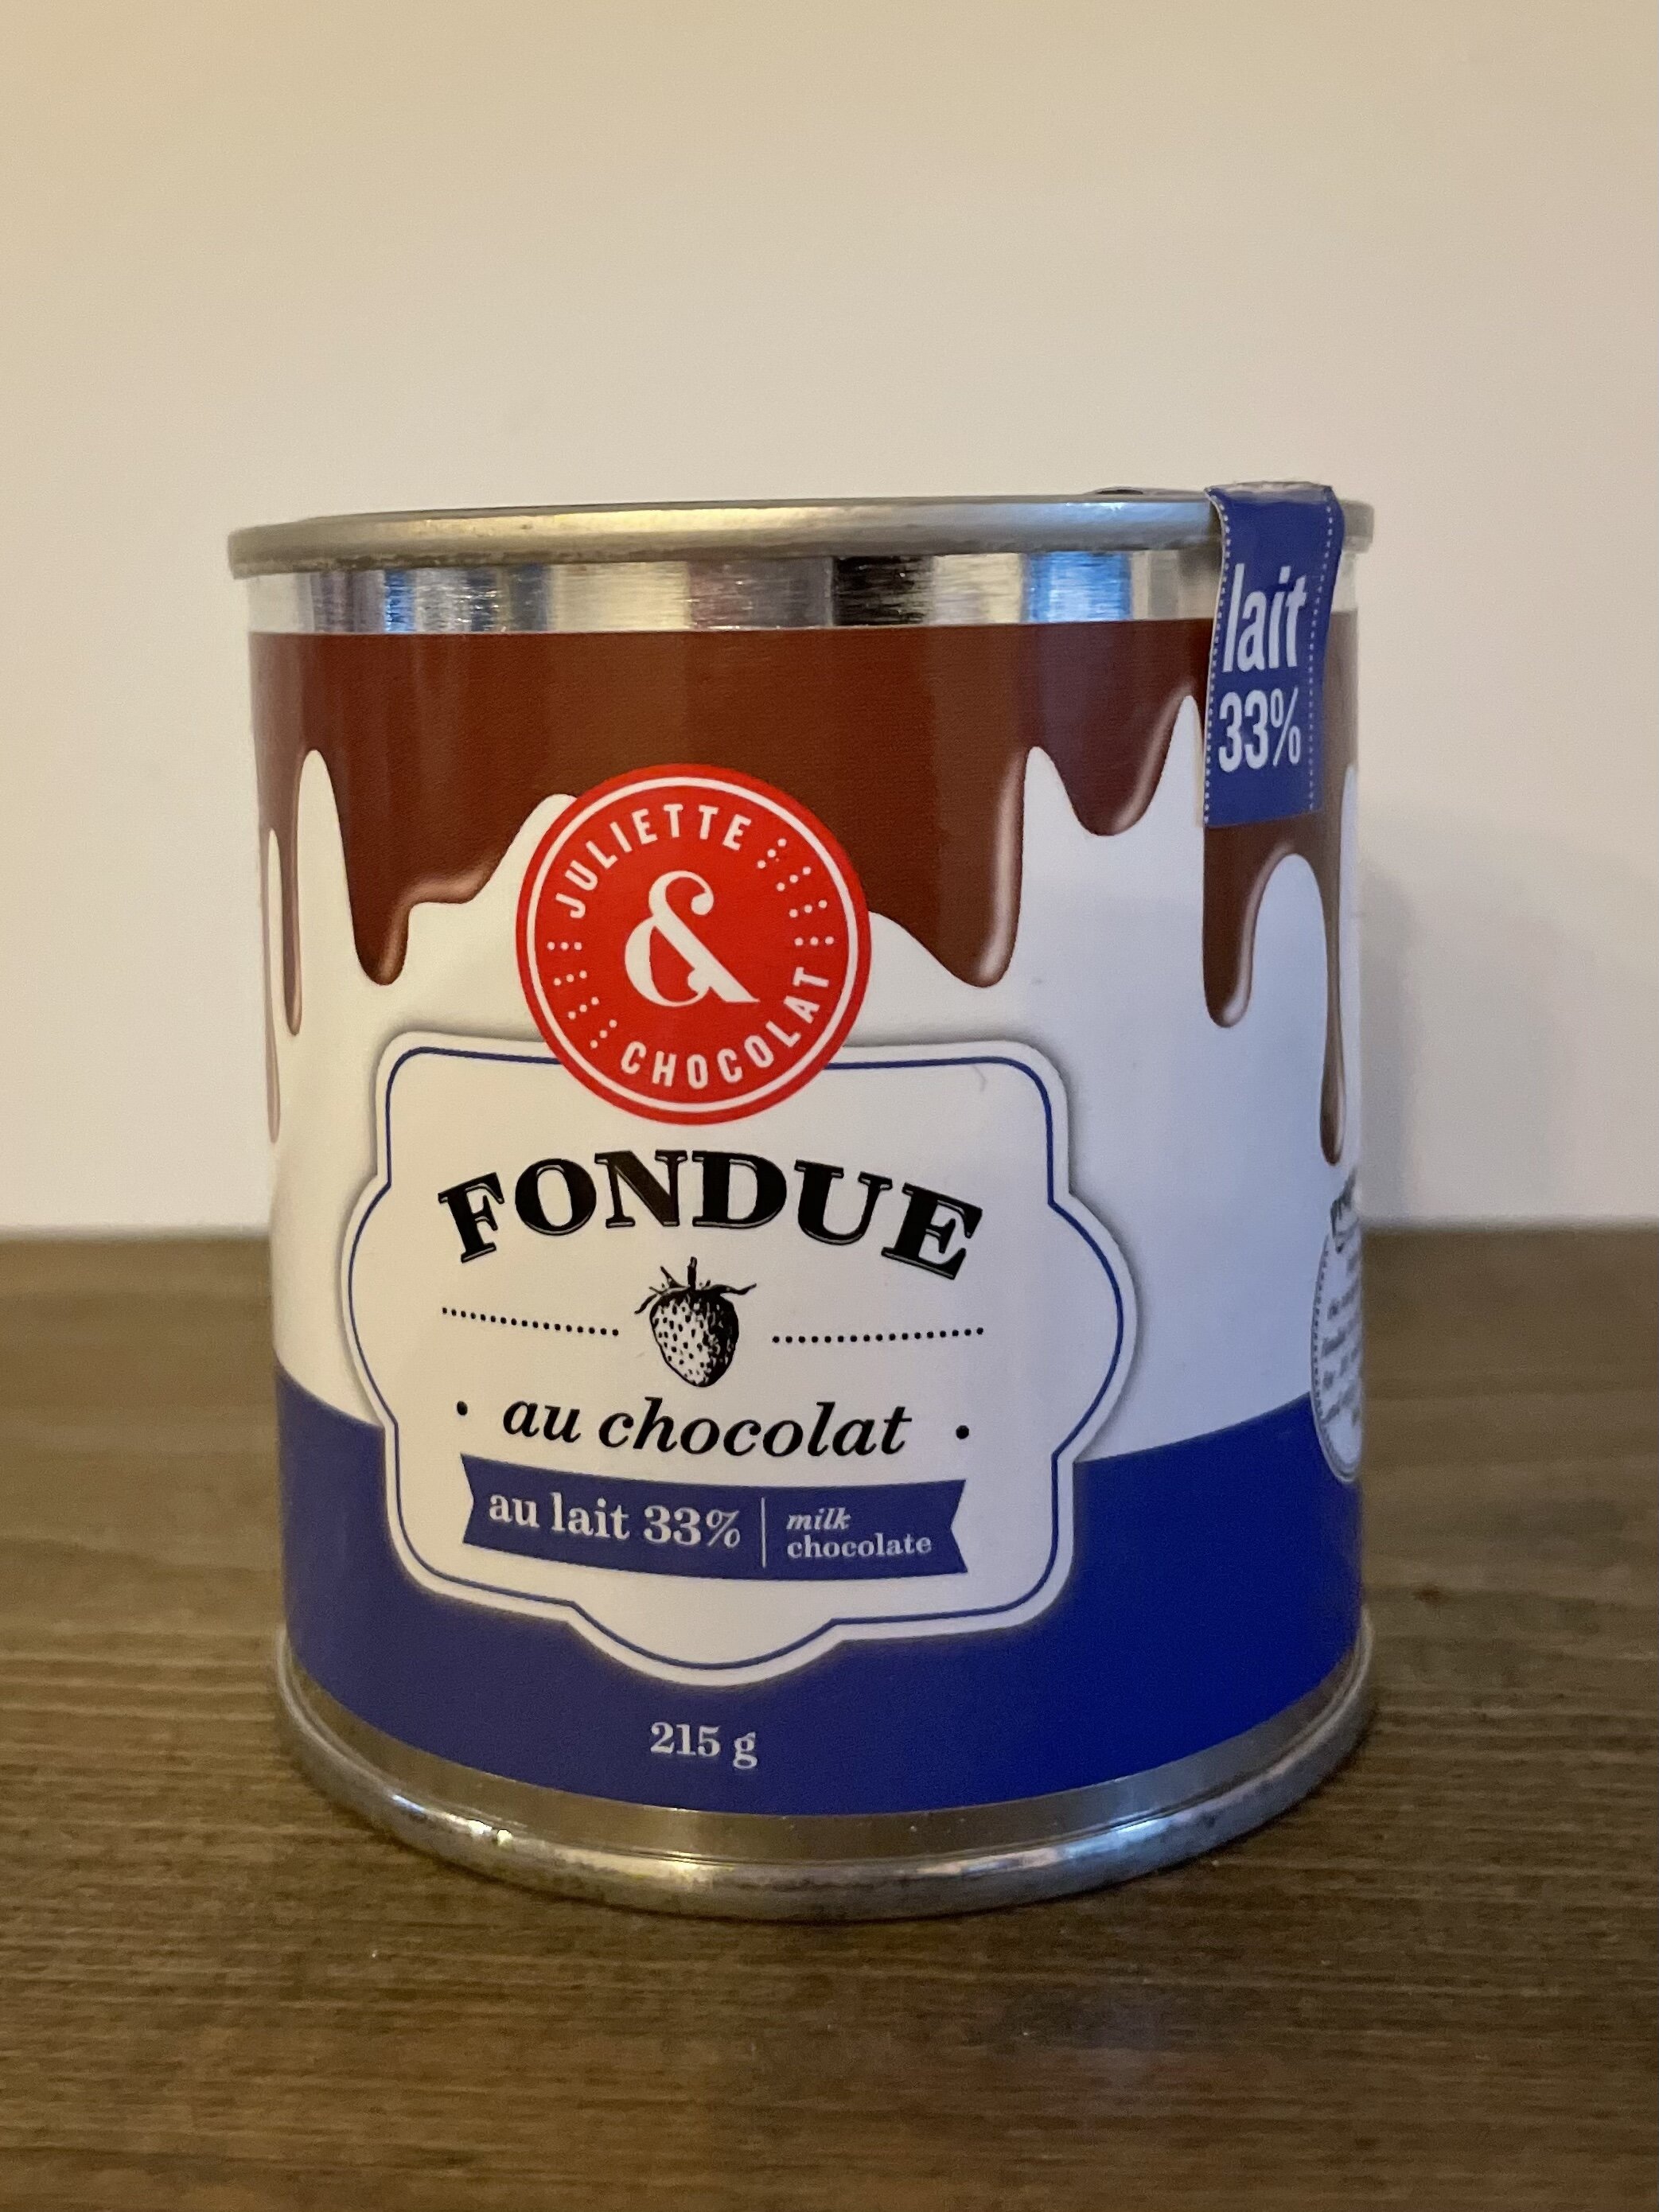 lait
33%
JULIETTE
&
CHOCOLAT
FONDUE
au chocolat
au lait 33%
milk
chocolate
215 g